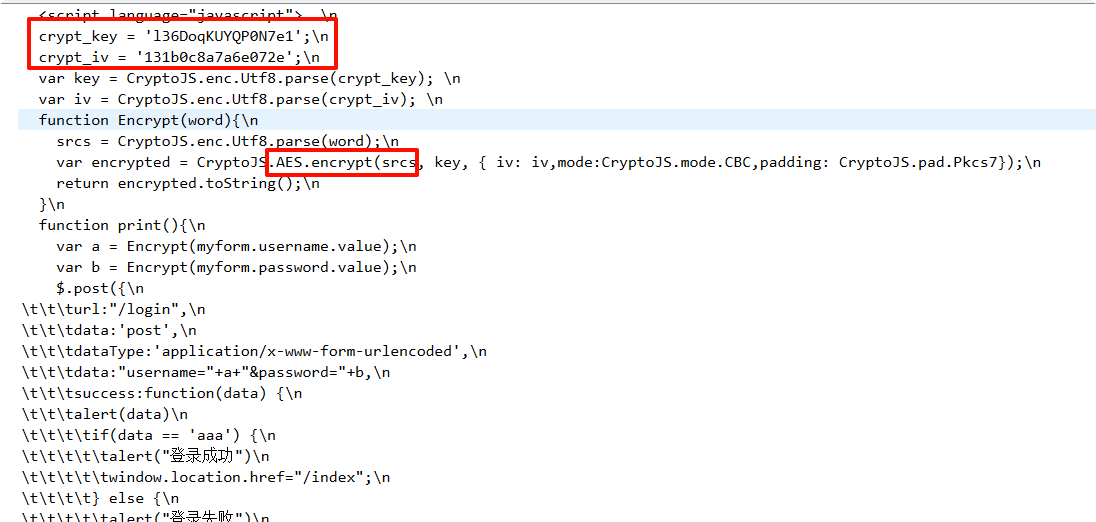 <script language="javascript"> \n
crypt_key = 'l36DoqKUYQP0N7e1';\n
crypt_iv = '131b0c8a7a6e072e';\n
var key = CryptoJS.enc.Utf8.parse(crypt_key); \n
var iv = CryptoJS.enc.Utf8.parse(crypt_iv); \n
function Encrypt(word){\n
srcs = CryptoJS.enc.Utf8.parse(word);\n
var encrypted = CryptoJS.AES.encrypt(srcs, key, { iv: iv,mode:CryptoJS.mode.CBC,padding: CryptoJS.pad.Pkcs7});\n
return encrypted.toString();\n
}\n
function print(){\n
var a = Encrypt(myform.username.value);\n
var b = Encrypt(myform.password.value);\n
$.post({\n
\t\t\turl:"/login",\n
\t\t\tdata:'post',\n
\t\t\tdataType:'application/x-www-form-urlencoded',\n
\t\t\tdata:"username="+a+"&password="+b,\n
\t\t\tsuccess:function(data) {\n
\t\t\talert(data)\n
\t\t\t\tif(data == 'aaa') {\n
\t\t\t\t\talert("登录成功")\n
\t\t\t\t\twindow.location.href="/index";\n
\t\t\t\t} else {\n
\t\t\t\t\talert("登录失败")\n